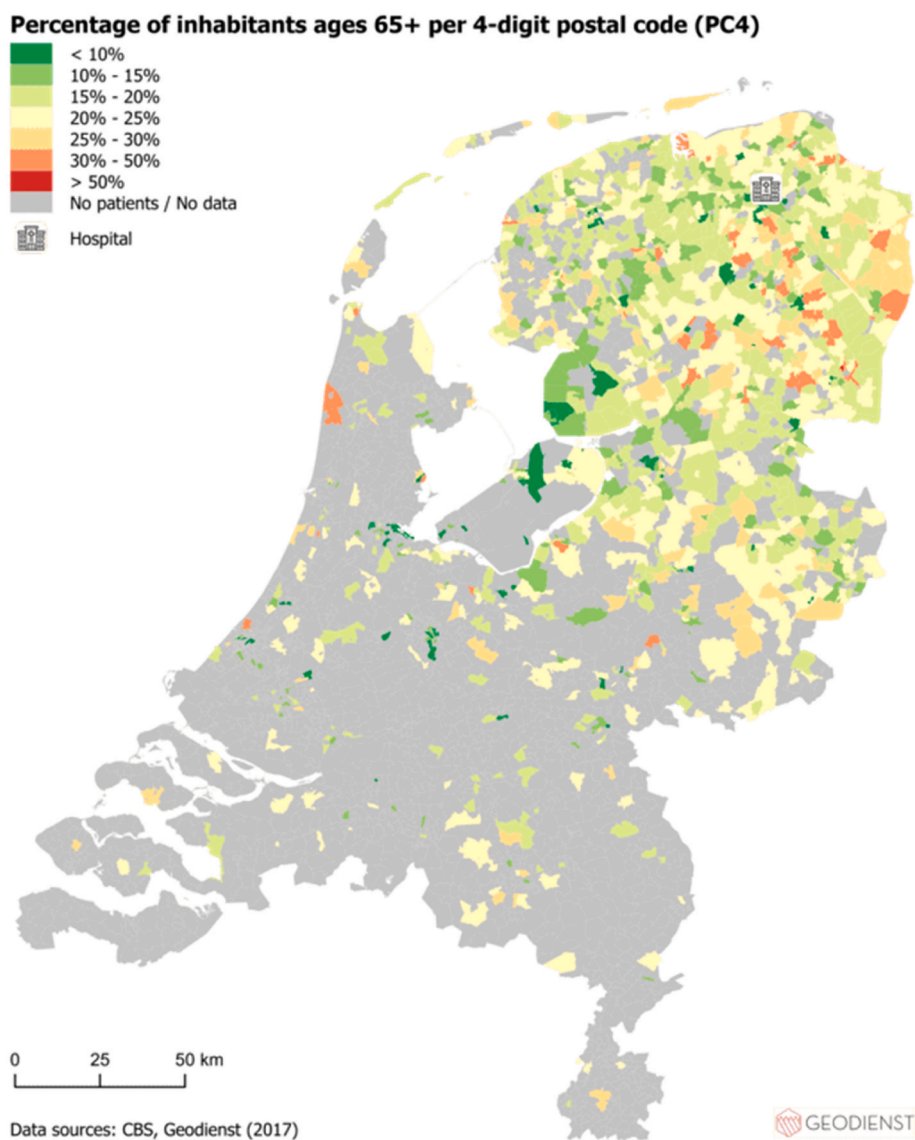 Percentage of inhabitants ages 65+ per 4-digit postal code (PC4)
< 10%
10% - 15%
15% - 20%
20% - 25%
25% - 30%
30% - 50%
> 50%
No patients / No data
Hospital
0 25 50 km
Data sources: CBS, Geodienst (2017)
GEODIENST